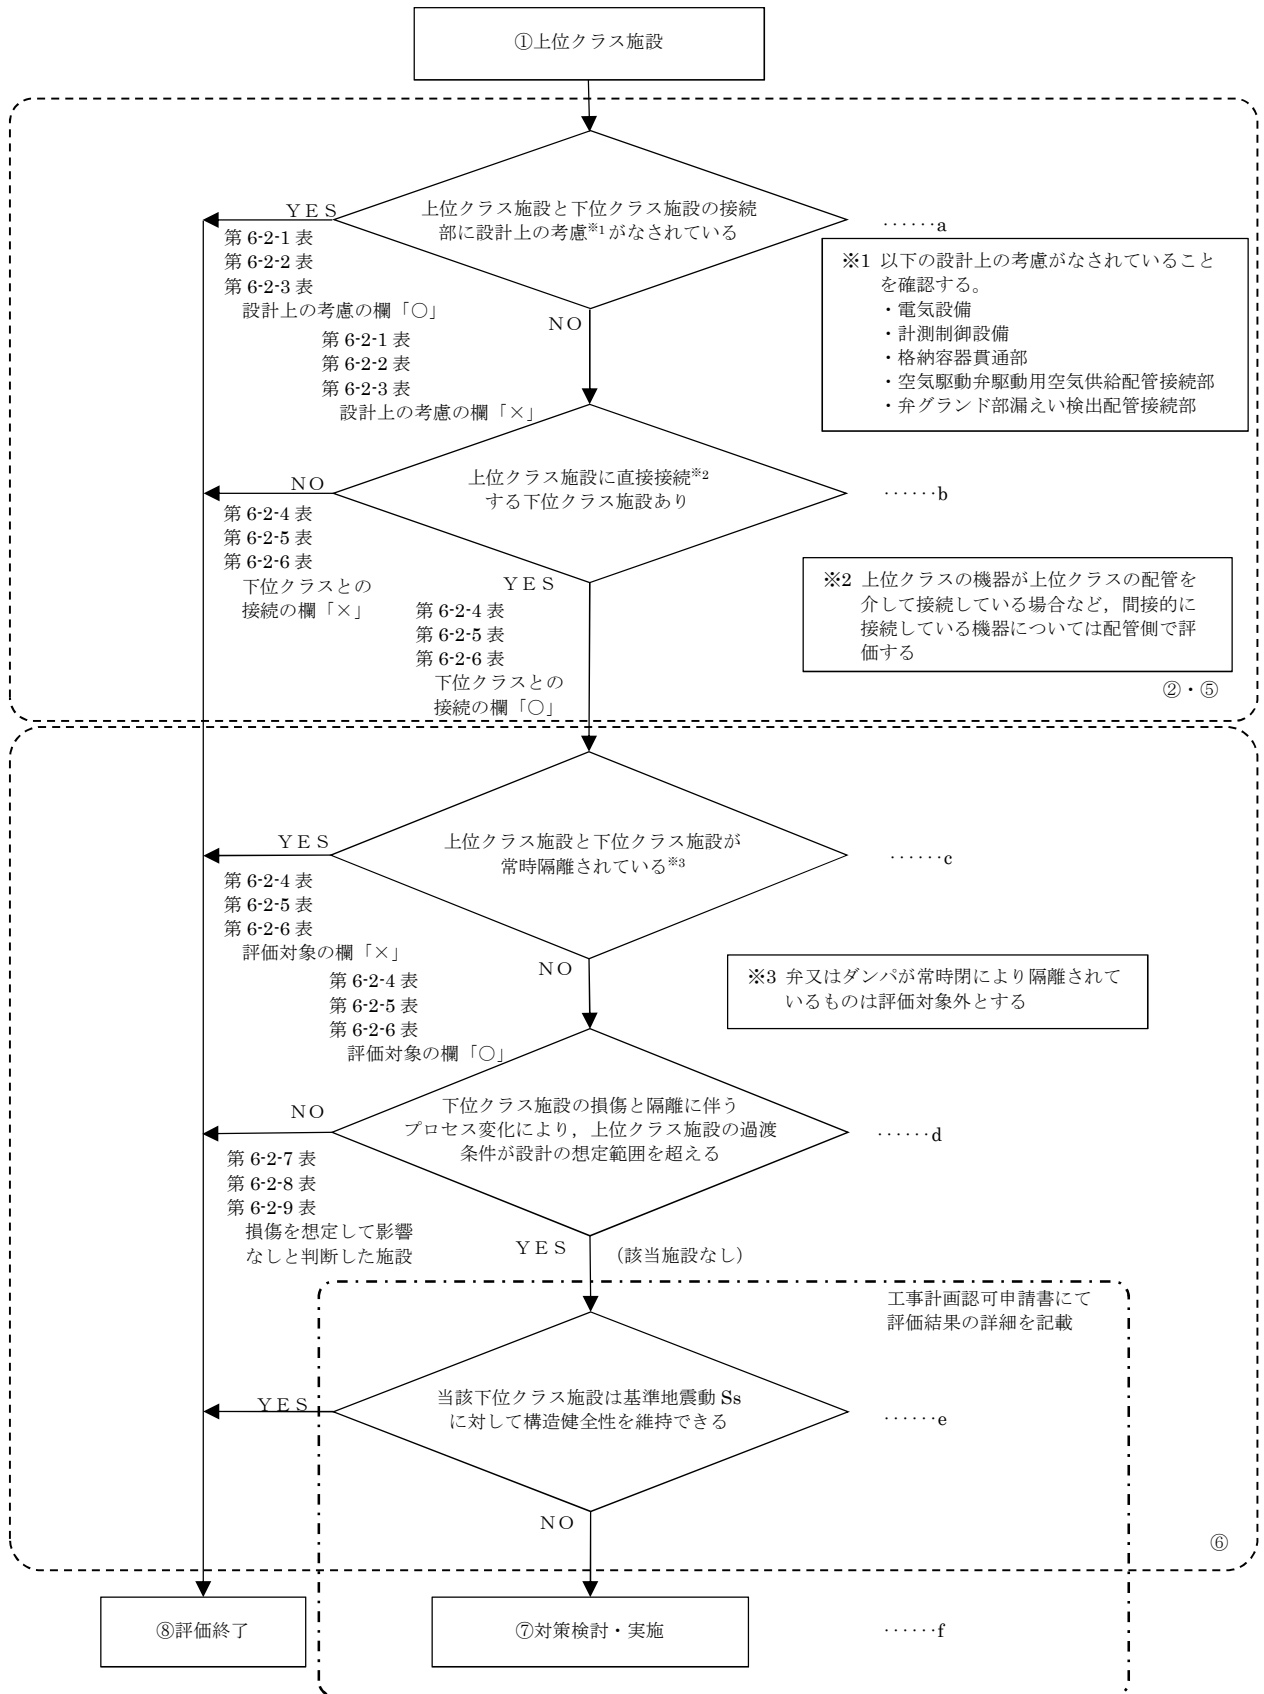 ①上位クラス施設
上位クラス施設と下位クラス施設の接続
部に設計上の考慮※1がなされている
YES
‥‥‥a
第 6-2-1 表
第 6-2-2 表
第 6-2-3 表
設計上の考慮の欄「○」
※1 以下の設計上の考慮がなされていること
を確認する。
・電気設備
・計測制御設備
・格納容器貫通部
・空気駆動弁駆動用空気供給配管接続部
・弁グランド部漏えい検出配管接続部
NO
第 6-2-1 表
第 6-2-2 表
第 6-2-3 表
設計上の考慮の欄「×」
上位クラス施設に直接接続※2
する下位クラス施設あり
NO
‥‥‥b
第 6-2-4 表
第 6-2-5 表
第 6-2-6 表
下位クラスとの
接続の欄「×」
YES
第 6-2-4 表
第 6-2-5 表
第 6-2-6 表
下位クラスとの
接続の欄「○」
※2 上位クラスの機器が上位クラスの配管を
介して接続している場合など，間接的に
接続している機器については配管側で評
価する
②・⑤
上位クラス施設と下位クラス施設が
常時隔離されている※3
YES
‥‥‥c
第 6-2-4 表
第 6-2-5 表
第 6-2-6 表
評価対象の欄「×」
NO
第 6-2-4 表
第 6-2-5 表
第 6-2-6 表
評価対象の欄「○」
※3 弁又はダンパが常時閉により隔離されて
いるものは評価対象外とする
下位クラス施設の損傷と隔離に伴う
プロセス変化により，上位クラス施設の過渡
条件が設計の想定範囲を超える
NO
‥‥‥d
第 6-2-7 表
第 6-2-8 表
第 6-2-9 表
損傷を想定して影響
なしと判断した施設
YES
（該当施設なし）
工事計画認可申請書にて
評価結果の詳細を記載
当該下位クラス施設は基準地震動 Ss
に対して構造健全性を維持できる
YES
‥‥‥e
NO
⑥
⑧評価終了
⑦対策検討・実施
‥‥‥f